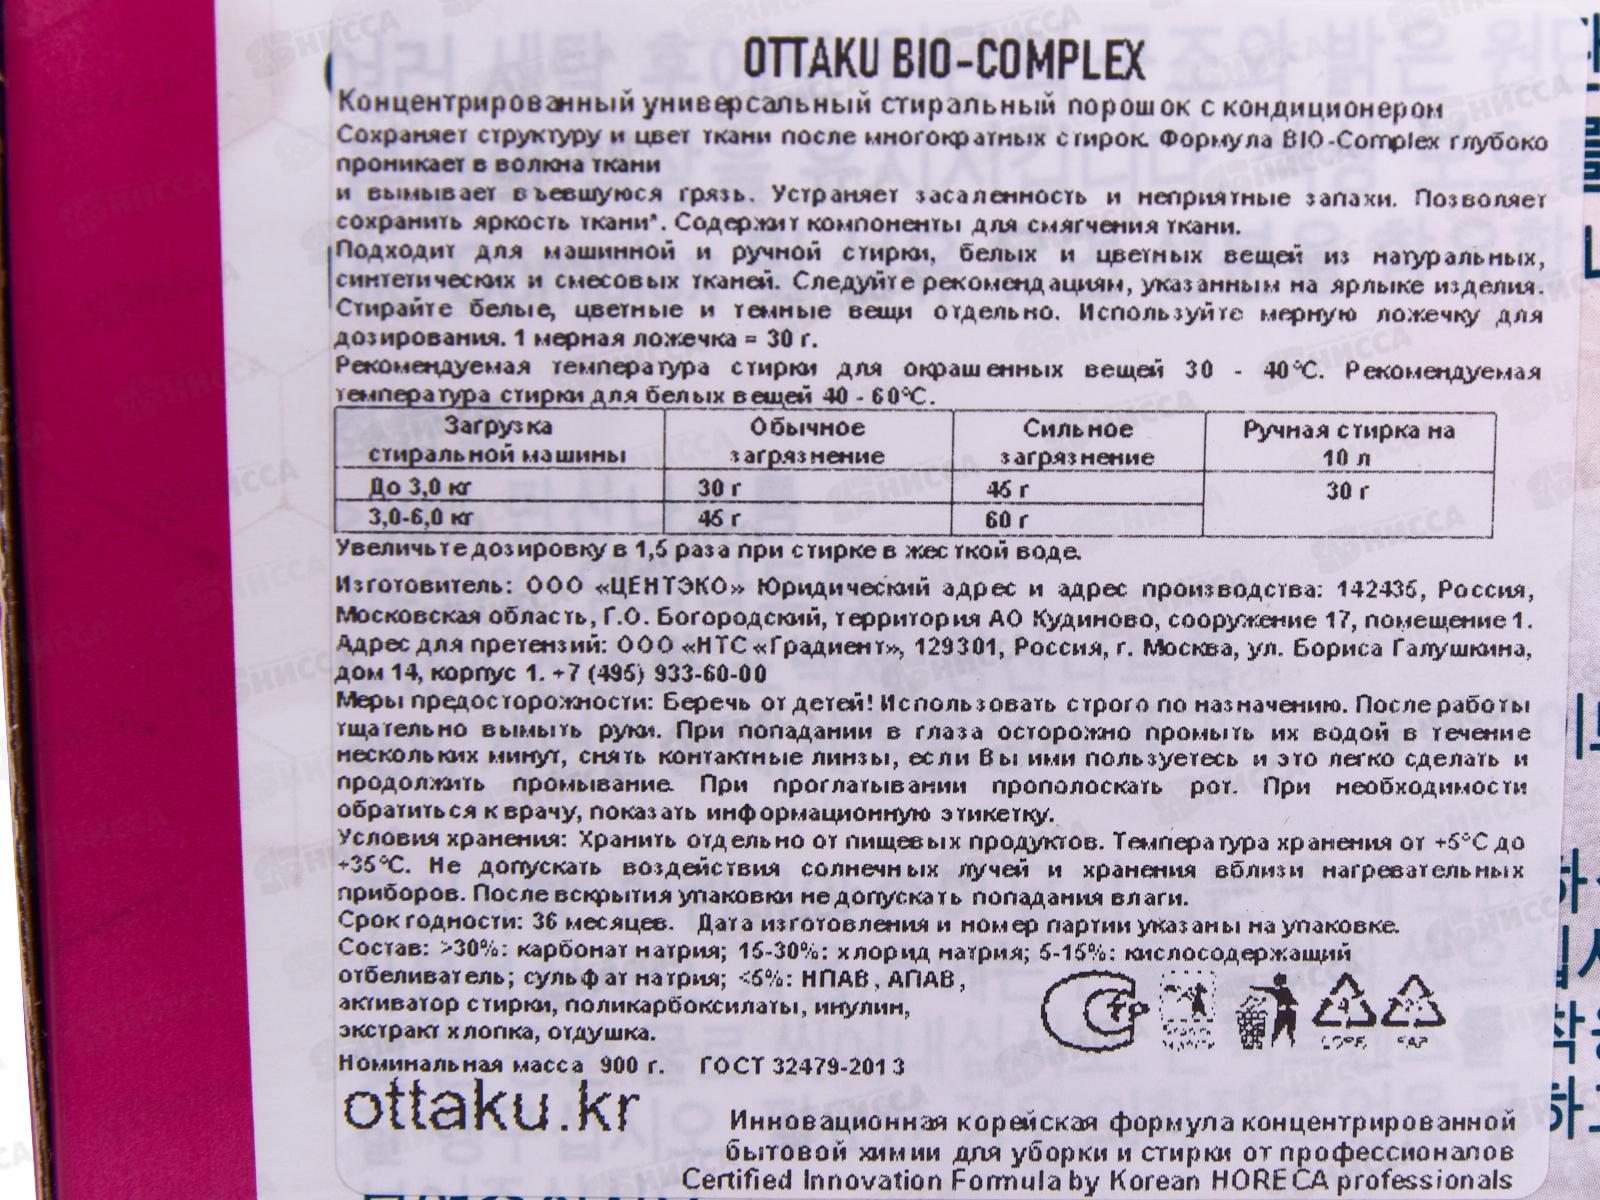 OTTAKU BIO-COMPLEX
Концентрированный универсальный стиральный порошок с кондиционером
Сохраняет структуру и цвет ткани после многократных стирок. Формула BIO-Complex глубоко
проникает в волкна ткани
и вымывает въевшуюся грязь. Устраняет засаленность и неприятные запахи. Позволяет
сохранить яркость ткани*. Содержит компоненты для смягчения ткани.
Подходит для машинной и ручной стирки, белых и цветных вещей из натуральных,
синтетических и смесовых тканей. Следуйте рекомендациям, указанным на ярлыке изделия.
Стирайте белые, цветные и темные вещи отдельно. Используйте мерную ложечку для
дозирования. 1 мерная ложечка = 30 г.
Рекомендуемая температура стирки для окрашенных вещей 30 - 40°С. Рекомендуемая
температура стирки для белых вещей 40 - 60°С.
Загрузка стиральной машины Обычное загрязнение Сильное загрязнение Ручная стирка на 10 л
До 3,0 кг 30 г 45 г 30 г
3,0-6,0 кг 45 г 60 г
Увеличьте дозировку в 1,5 раза при стирке в жесткой воде.
Изготовитель: ООО «ЦЕНТЭКО» Юридический адрес и адрес производства: 142435, Россия,
Московская область, Г.О. Богородский, территория АО Кудиново, сооружение 17, помещение 1.
Адрес для претензий: ООО «НТС «Градиент», 129301, Россия, г. Москва, ул. Бориса Галушкина,
дом 14, корпус 1. +7 (495) 933-60-00
Меры предосторожности: Беречь от детей! Использовать строго по назначению. После работы
тщательно вымыть руки. При попадании в глаза осторожно промыть их водой в течение
нескольких минут, снять контактные линзы, если Вы ими пользуетесь и это легко сделать и
продолжить промывание. При проглатывании прополоскать рот. При необходимости
обратиться к врачу, показать информационную этикетку.
Условия хранения: Хранить отдельно от пищевых продуктов. Температура хранения от +5°С до
+35°С. Не допускать воздействия солнечных лучей и хранения вблизи нагревательных
приборов. После вскрытия упаковки не допускать попадания влаги.
Срок годности: 36 месяцев. Дата изготовления и номер партии указаны на упаковке.
Состав: >30%: карбонат натрия; 15-30%: хлорид натрия; 5-15%: кислосодержащий
отбеливатель; сульфат натрия; <5%: НПАВ, АПАВ,
активатор стирки, поликарбоксилаты, инулин,
экстракт хлопка, отдушка.
Номинальная масса 900 г. ГОСТ 32479-2013
ottaku.kr
Инновационная корейская формула концентрированной
бытовой химии для уборки и стирки от профессионалов
Certified Innovation Formula by Korean HORECA professionals